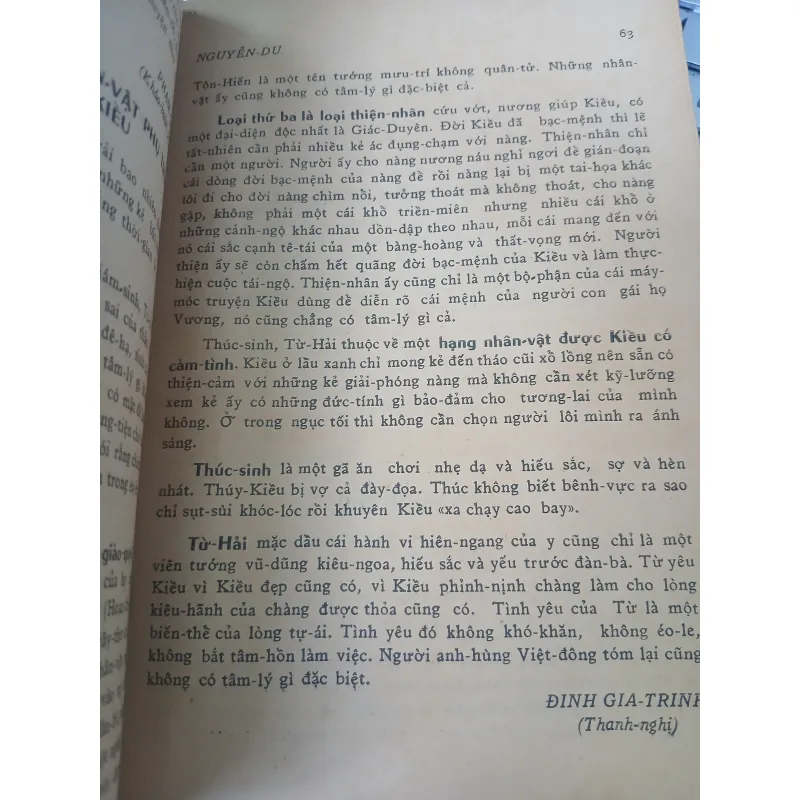 NGUYỄN-DU
63
Tôn-Hiến là một tên tướng mưu-trí không quân-tử. Những nhân-
vật ấy cũng không có tâm-lý gì đặc-biệt cả.
Loại thứ ba là loại thiện-nhân cứu vớt, nương giúp Kiều, có
một đại-diện độc nhất là Giác-Duyên. Đời Kiều đã bạc-mệnh thì lẽ
tất-nhiên cần phải nhiều kẻ ác đụng-chạm với nàng. Thiện-nhân chỉ
cần một người. Người ấy cho nàng nương náu nghỉ ngơi để gián-đoạn
cái dòng đời bạc-mệnh của nàng để rồi nàng lại bị một tai-họa khác
lôi đi cho đời nàng chìm nổi, tưởng thoát mà không thoát, cho nàng
gặp, không phải một cái khổ triền-miên nhưng nhiều cái khổ ở
những cảnh-ngộ khác nhau dồn-dập theo nhau, mỗi cái mang đến với
nó cái sắc cạnh tê-tái của một bàng-hoàng và thất-vọng mới. Người
thiện ấy sẽ còn chấm hết quãng đời bạc-mệnh của Kiều và làm thực-
hiện cuộc tái-ngộ. Thiện-nhân ấy cũng chỉ là một bộ-phận của cái máy-
móc truyện Kiều dùng để diễn rõ cái mệnh của người con gái họ
Vương, nó cũng chẳng có tâm-lý gì cả.
Thúc-sinh, Từ-Hải thuộc về một hạng nhân-vật được Kiều có
cảm-tình. Kiều ở lầu xanh chỉ mong kẻ đến tháo cũi xổ lồng nên sẵn có
thiện-cảm với những kẻ giải-phóng nàng mà không cần xét kỹ-lưỡng
xem kẻ ấy có những đức-tính gì bảo-đảm cho tương-lai của mình
không. Ở trong ngục tối thì không cần chọn người lôi mình ra ánh
sáng.
Thúc-sinh là một gã ăn chơi nhẹ dạ và hiếu sắc, sợ và hèn
nhát. Thúy-Kiều bị vợ cả đày-đọa. Thúc không biết bênh-vực ra sao
chỉ sụt-sùi khóc-lóc rồi khuyên Kiều «xa chạy cao bay».
Từ-Hải mặc dầu cái hành vi hiên-ngang của y cũng chỉ là một
viên tướng vũ-dũng kiêu-ngoa, hiếu sắc và yếu trước đàn-bà. Từ yêu
Kiều vì Kiều đẹp cũng có, vì Kiều phỉnh-nịnh chàng làm cho lòng
kiêu-hãnh của chàng được thỏa cũng có. Tình yêu của Từ là một
biến-thể của lòng tự-ái. Tình yêu đó không khó-khăn, không éo-le,
không bắt tâm-hồn làm việc. Người anh-hùng Việt-đông tóm lại cũng
không có tâm-lý gì đặc biệt.
ĐINH GIA-TRINH
(Thanh-nghị)